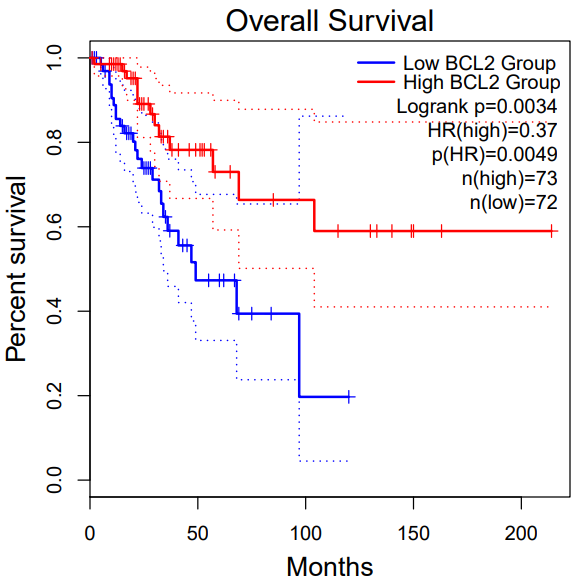 Overall Survival
Low BCL2 Group
High BCL2 Group
Logrank p=0.0034
HR(high)=0.37
p(HR)=0.0049
n(high)=73
n(low)=72
Percent survival
1.0
0.8
0.6
0.4
0.2
0.0
0 50 100 150 200
Months